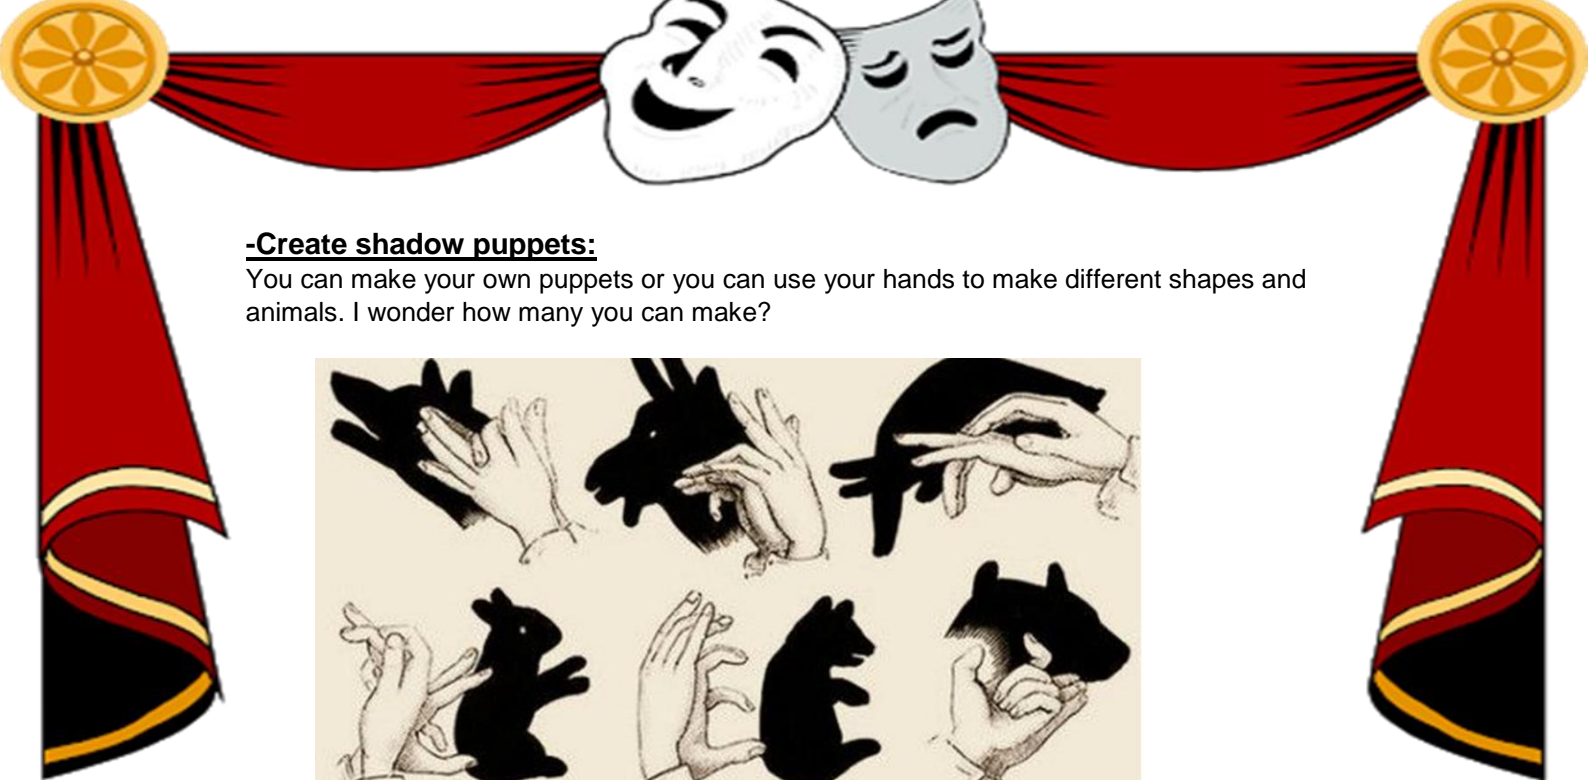 -Create shadow puppets:
You can make your own puppets or you can use your hands to make different shapes and
animals. I wonder how many you can make?